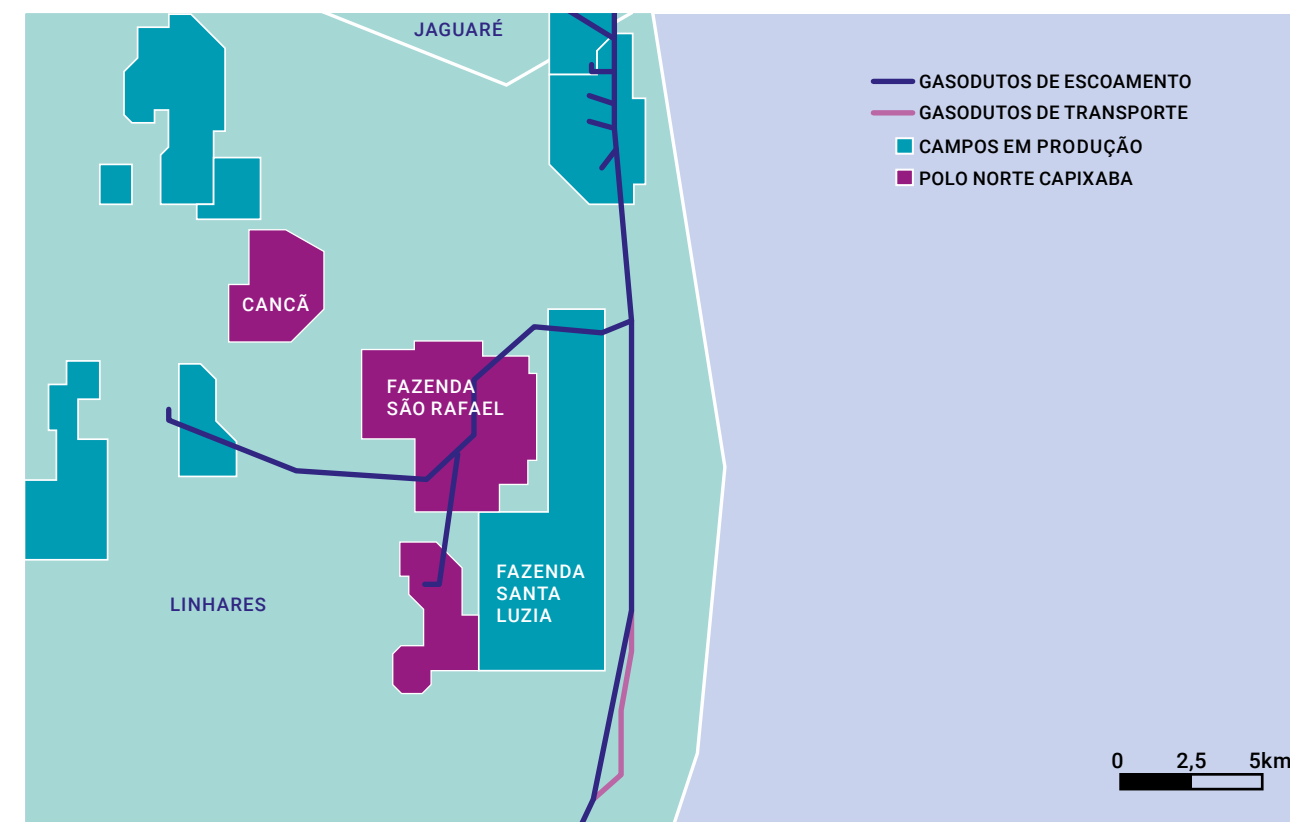 JAGUARÉ
GASODUTOS DE ESCOAMENTO
GASODUTOS DE TRANSPORTE
CAMPOS EM PRODUÇÃO
POLO NORTE CAPIXABA
CANCÃ
FAZENDA
SÃO RAFAEL
FAZENDA
SANTA
LUZIA
LINHARES
0 2,5 5km